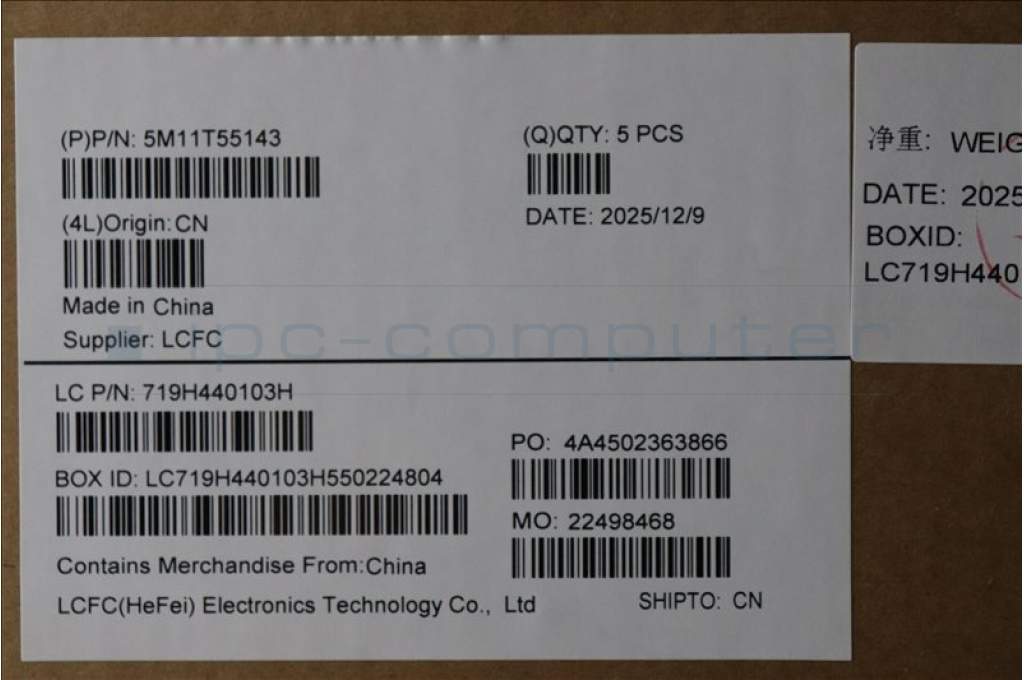 (P)P/N: 5M11T55143
(Q)QTY: 5 PCS
(4L)Origin:CN
DATE: 2025/12/9
Made in China
Supplier: LCFC
LC P/N: 719H440103H
PO: 4A4502363866
BOX ID: LC719H440103H550224804
MO: 22498468
Contains Merchandise From:China
LCFC(HeFei) Electronics Technology Co., Ltd
SHIPTO: CN
净重: WEIG
DATE: 2025
BOXID:
LC719H440
ipc-computer